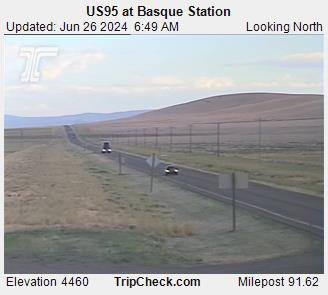 US95 at Basque Station
Updated: Jun 26 2024 6:49 AM Looking North
Elevation 4460 TripCheck.com Milepost 91.62